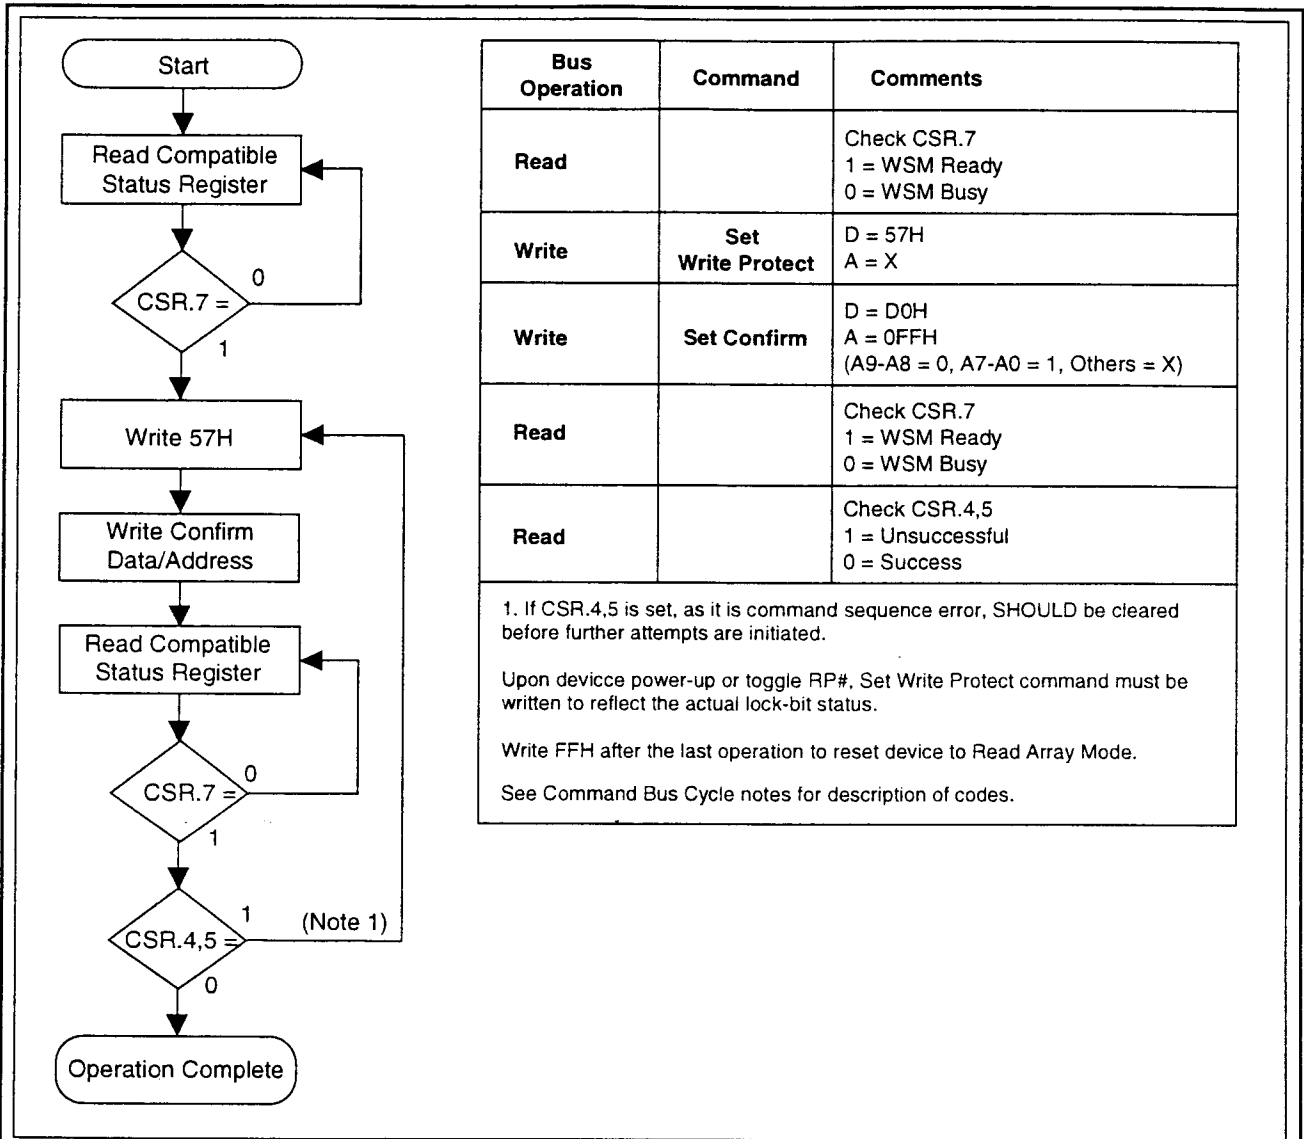 Start
Read Compatible
Status Register
CSR.7 =
0
1
Write 57H
Write Confirm
Data/Address
Read Compatible
Status Register
CSR.7 =
0
1
CSR.4,5 =
1
(Note 1)
0
Operation Complete
Bus
Operation
Command
Comments
Read
Check CSR.7
1 = WSM Ready
0 = WSM Busy
Write
Set
Write Protect
D = 57H
A = X
Write
Set Confirm
D = D0H
A = 0FFH
(A9-A8 = 0, A7-A0 = 1, Others = X)
Read
Check CSR.7
1 = WSM Ready
0 = WSM Busy
Read
Check CSR.4,5
1 = Unsuccessful
0 = Success
1. If CSR.4,5 is set, as it is command sequence error, SHOULD be cleared
before further attempts are initiated.
Upon devicce power-up or toggle RP#, Set Write Protect command must be
written to reflect the actual lock-bit status.
Write FFH after the last operation to reset device to Read Array Mode.
See Command Bus Cycle notes for description of codes.